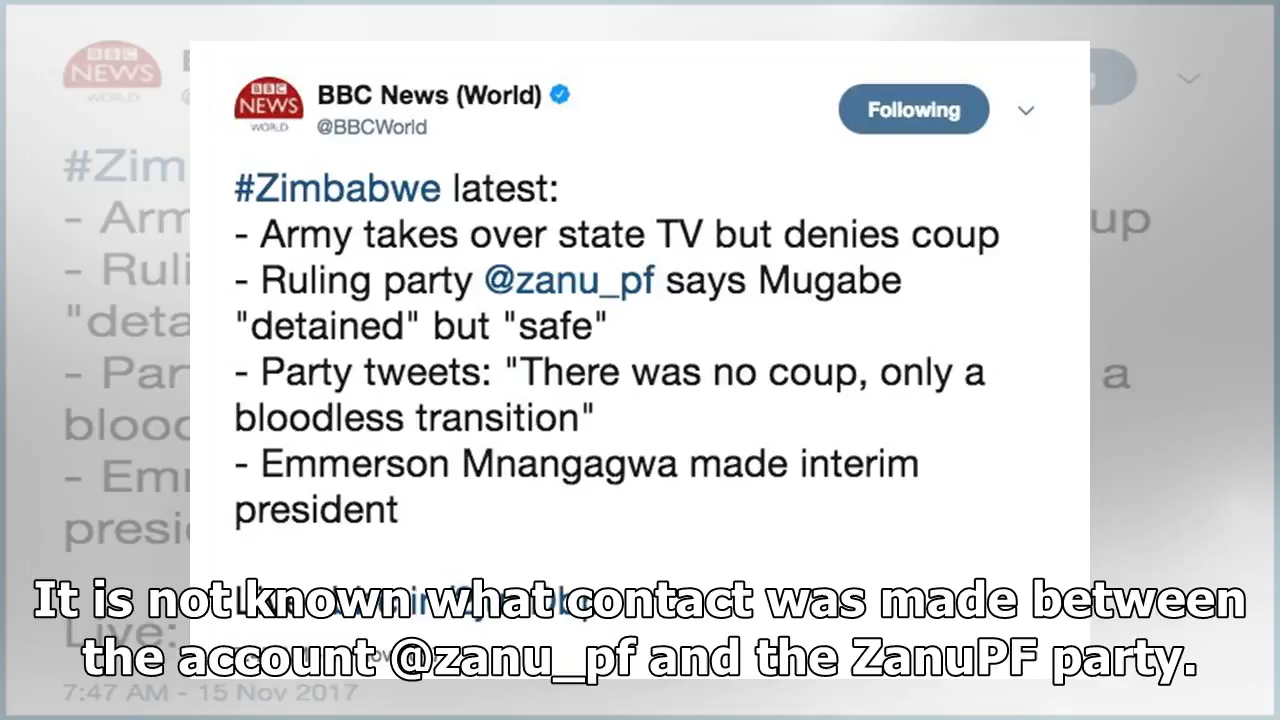 BBC
NEWS
WORLD
BBC News (World)
@BBCWorld
Following
#Zimbabwe latest:
- Army takes over state TV but denies coup
- Ruling party @zanu_pf says Mugabe
"detained" but "safe"
- Party tweets: "There was no coup, only a
bloodless transition"
- Emmerson Mnangagwa made interim
president
It is not known what contact was made between
the account @zanu_pf and the ZanuPF party.
Live:
7:47 AM - 15 Nov 2017